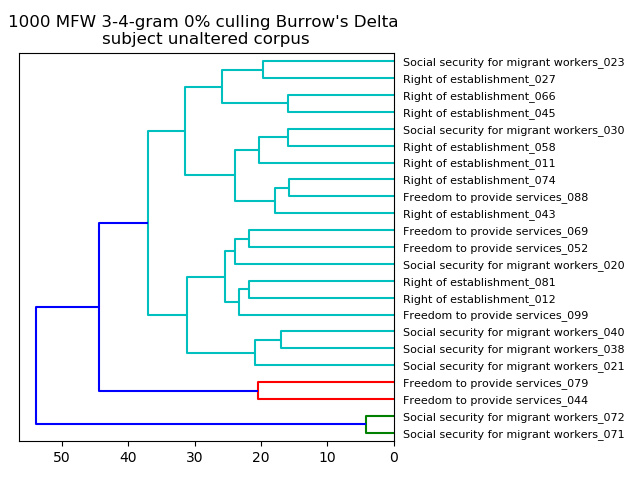 1000 MFW 3-4-gram 0% culling Burrow's Delta
subject unaltered corpus
Social security for migrant workers_023
Right of establishment_027
Right of establishment_066
Right of establishment_045
Social security for migrant workers_030
Right of establishment_058
Right of establishment_011
Right of establishment_074
Freedom to provide services_088
Right of establishment_043
Freedom to provide services_069
Freedom to provide services_052
Social security for migrant workers_020
Right of establishment_081
Right of establishment_012
Freedom to provide services_099
Social security for migrant workers_040
Social security for migrant workers_038
Social security for migrant workers_021
Freedom to provide services_079
Freedom to provide services_044
Social security for migrant workers_072
Social security for migrant workers_071
50 40 30 20 10 0